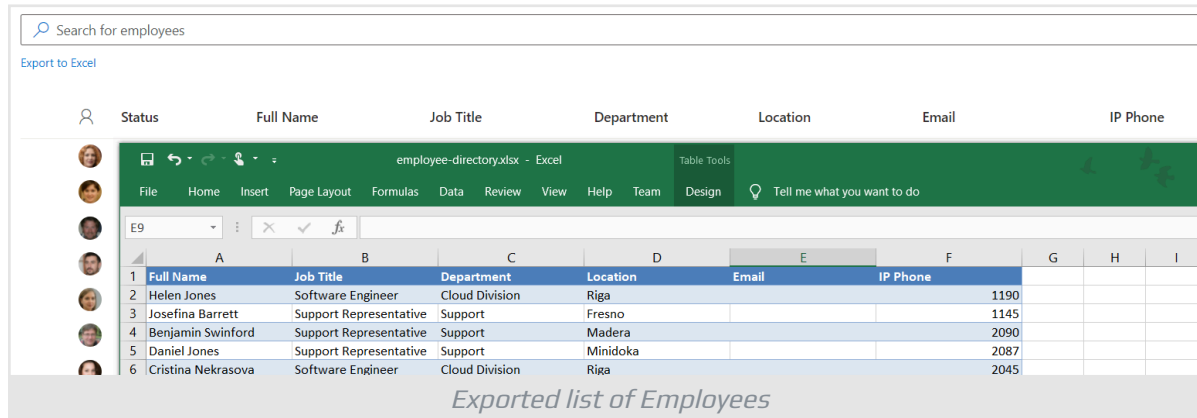 Search for employees
Export to Excel
Status Full Name Job Title Department Location Email IP Phone
employee-directory.xlsx - Excel Table Tools
File Home Insert Page Layout Formulas Data Review View Help Team Design Tell me what you want to do
E9 fx
A B C D E F G H I
1 Full Name Job Title Department Location Email IP Phone
2 Helen Jones Software Engineer Cloud Division Riga 1190
3 Josefina Barrett Support Representative Support Fresno 1145
4 Benjamin Swinford Support Representative Support Madera 2090
5 Daniel Jones Support Representative Support Minidoka 2087
6 Cristina Nekrasova Software Engineer Cloud Division Riga 2045
Exported list of Employees